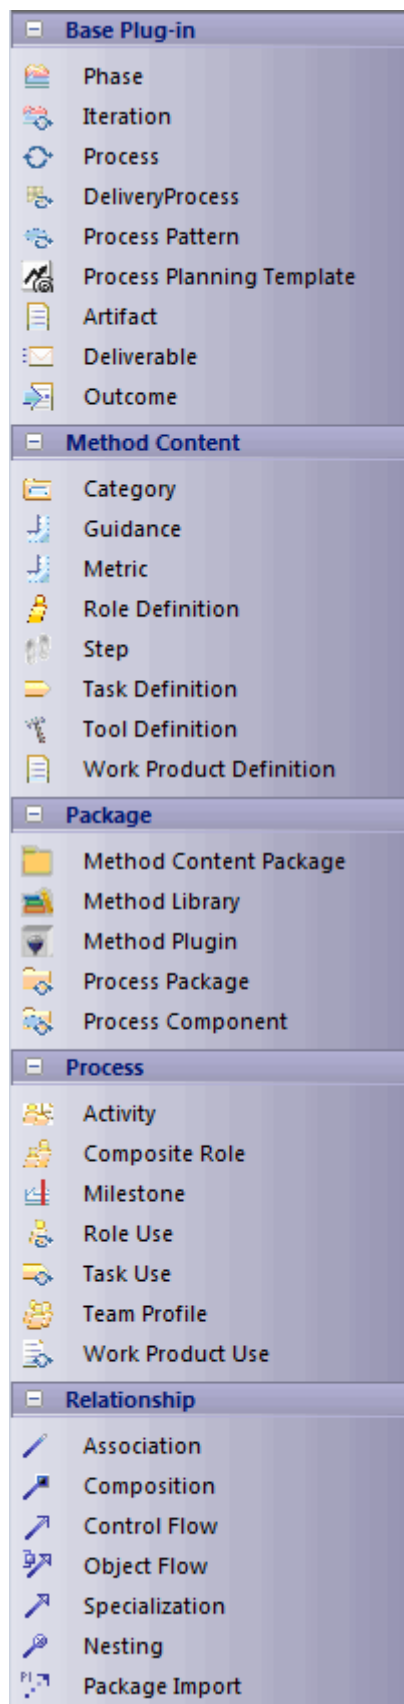 Base Plug-in
Phase
Iteration
Process
DeliveryProcess
Process Pattern
Process Planning Template
Artifact
Deliverable
Outcome
Method Content
Category
Guidance
Metric
Role Definition
Step
Task Definition
Tool Definition
Work Product Definition
Package
Method Content Package
Method Library
Method Plugin
Process Package
Process Component
Process
Activity
Composite Role
Milestone
Role Use
Task Use
Team Profile
Work Product Use
Relationship
Association
Composition
Control Flow
Object Flow
Specialization
Nesting
PI Package Import